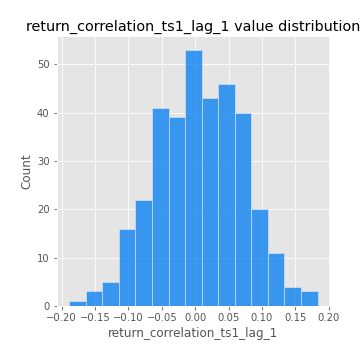 return_correlation_ts1_lag_1 value distribution
50
40
30
20
10
0
Count
−0.20 −0.15 −0.10 −0.05 0.00 0.05 0.10 0.15 0.20
return_correlation_ts1_lag_1